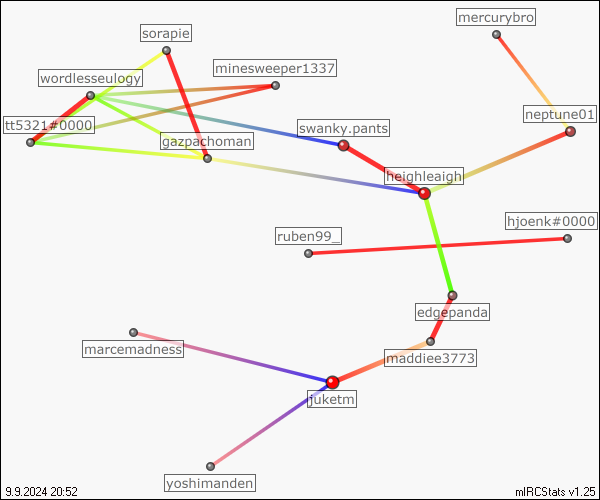 mercurybro
sorapie
minesweeper1337
wordlesseulogy
neptune01
tt5321#0000
swanky.pants
gazpachoman
heighleaigh
hjoenk#0000
ruben99_
edgepanda
marcemadness
maddiee3773
juketm
yoshimanden
9.9.2024 20:52
mIRCStats v1.25